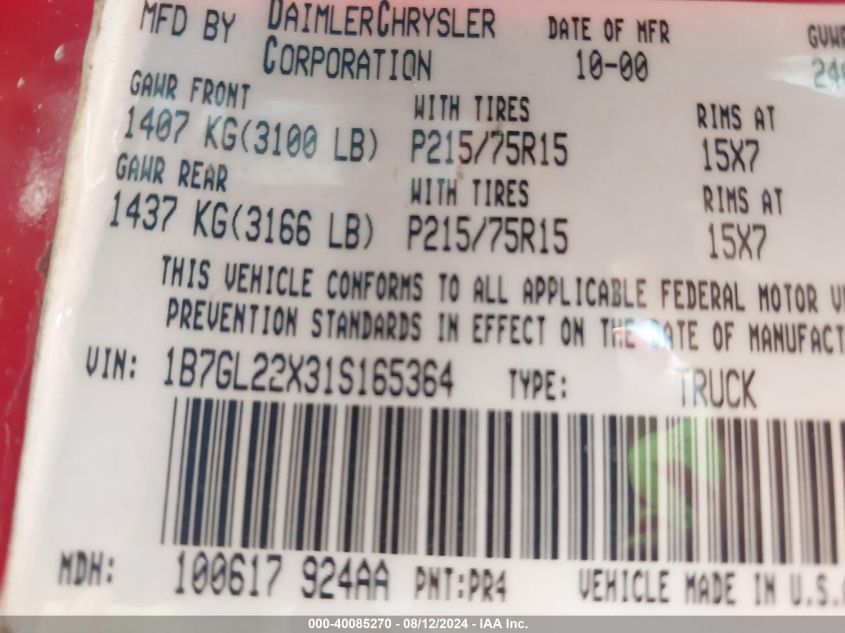 MFD BY DAIMLERCHRYSLER CORPORATION DATE OF MFR 10-00 GVWR
GAWR FRONT WITH TIRES RIMS AT
1407 KG(3100 LB) P215/75R15 15X7
GAWR REAR WITH TIRES RIMS AT
1437 KG(3166 LB) P215/75R15 15X7
THIS VEHICLE CONFORMS TO ALL APPLICABLE FEDERAL MOTOR
PREVENTION STANDARDS IN EFFECT ON THE DATE OF
VIN: 1B7GL22X31S165364 TYPE: TRUCK
MDH: 100617 924AA PNT:PR4 VEHICLE MADE IN U.S.
000-40085270 - 08/12/2024 - IAA Inc.